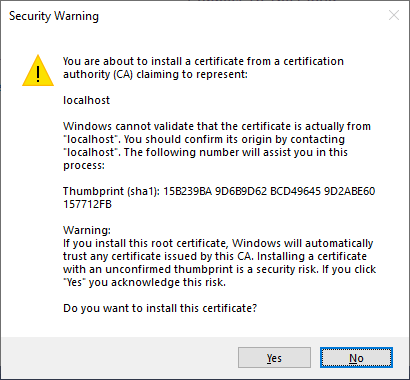 Security Warning
You are about to install a certificate from a certification
authority (CA) claiming to represent:
localhost
Windows cannot validate that the certificate is actually from
"localhost". You should confirm its origin by contacting
"localhost". The following number will assist you in this
process:
Thumbprint (sha1): 15B239BA 9D6B9D62 BCD49645 9D2ABE60
157712FB
Warning:
If you install this root certificate, Windows will automatically
trust any certificate issued by this CA. Installing a certificate
with an unconfirmed thumbprint is a security risk. If you click
"Yes" you acknowledge this risk.
Do you want to install this certificate?
Yes
No